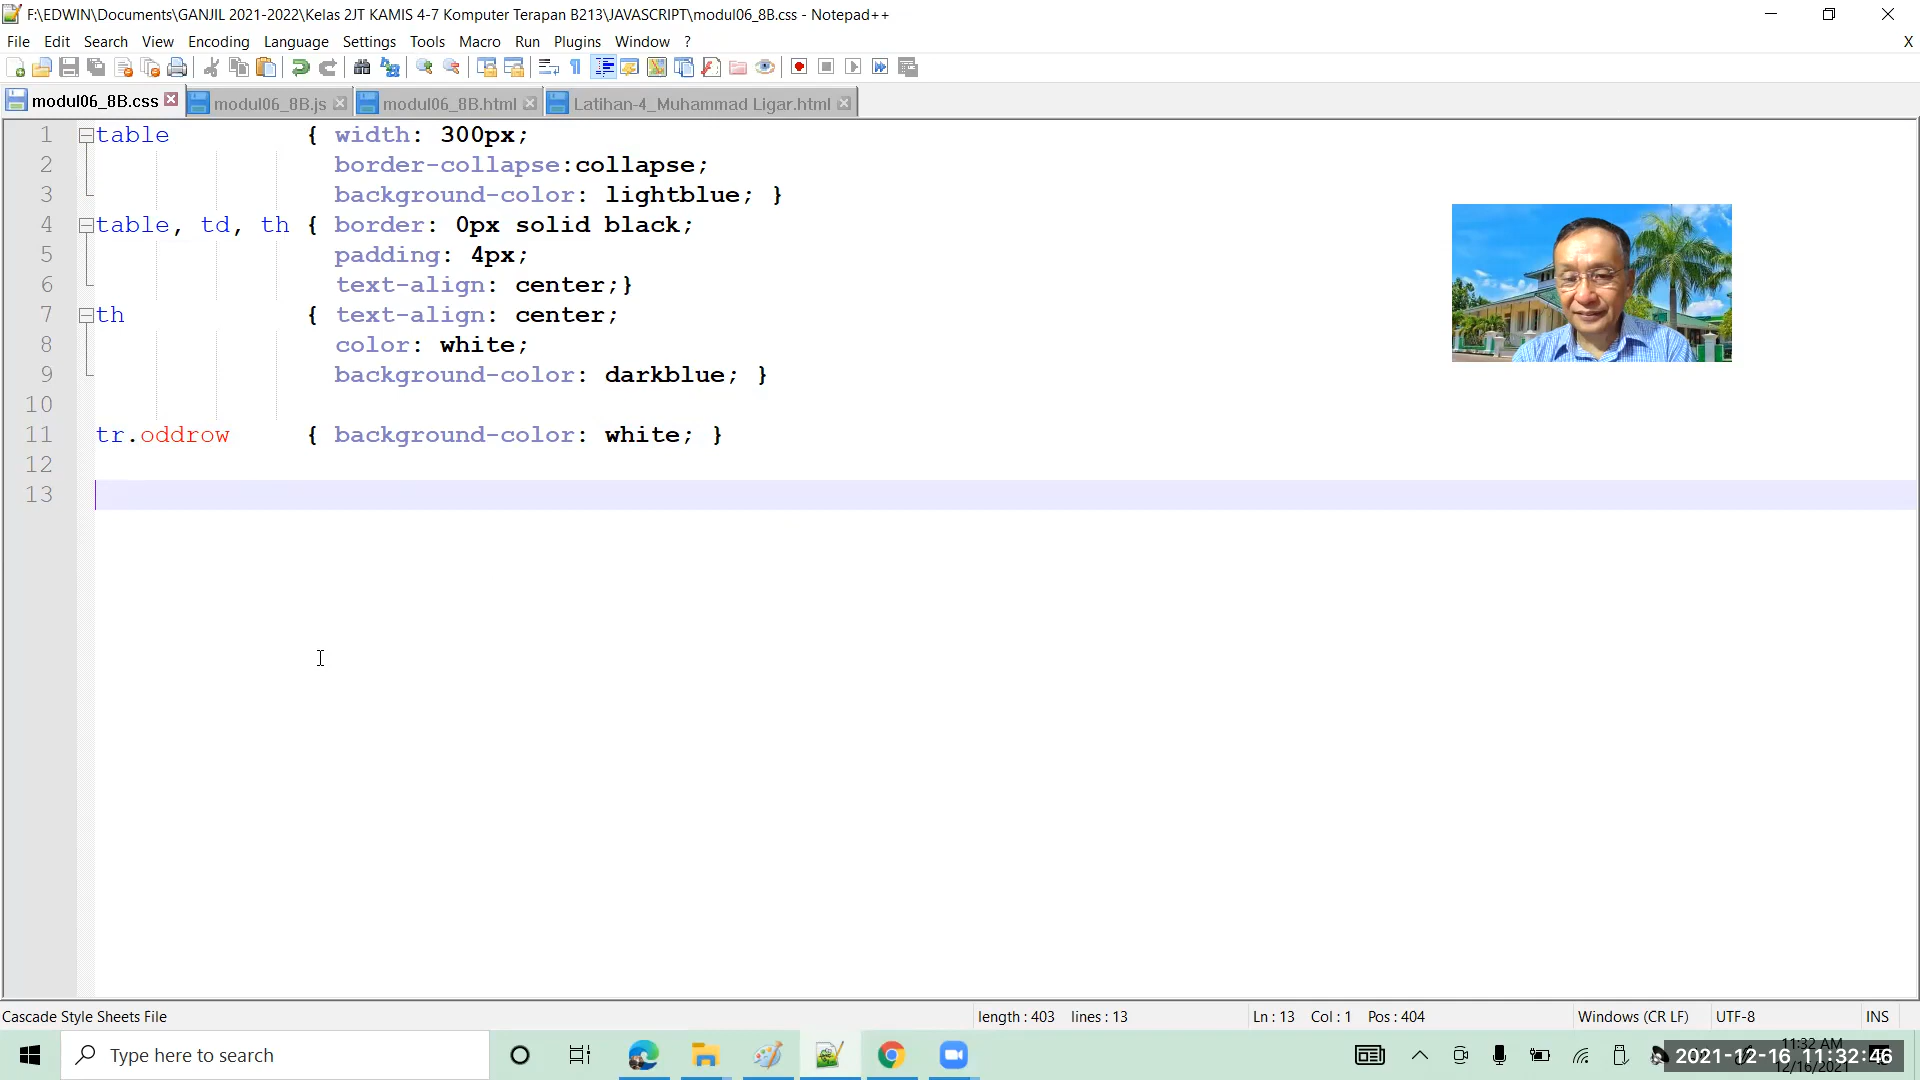 F:\EDWIN\Documents\GANJIL 2021-2022\Kelas 2JT KAMIS 4-7 Komputer Terapan B213\JAVASCRIPT\modul06_8B.css - Notepad++
File Edit Search View Encoding Language Settings Tools Macro Run Plugins Window ? X
modul06_8B.css modul06_8B.js modul06_8B.html Latihan-4_Muhammad Ligar.html
1 table { width: 300px;
2 border-collapse:collapse;
3 background-color: lightblue; }
4 table, td, th { border: 0px solid black;
5 padding: 4px;
6 text-align: center;}
7 th { text-align: center;
8 color: white;
9 background-color: darkblue; }
10
11 tr.oddrow { background-color: white; }
12
13
Cascade Style Sheets File length : 403 lines : 13 Ln : 13 Col : 1 Pos : 404 Windows (CR LF) UTF-8 INS
Type here to search
11:32 AM
2021-12-16 11:32:46
12/16/2021